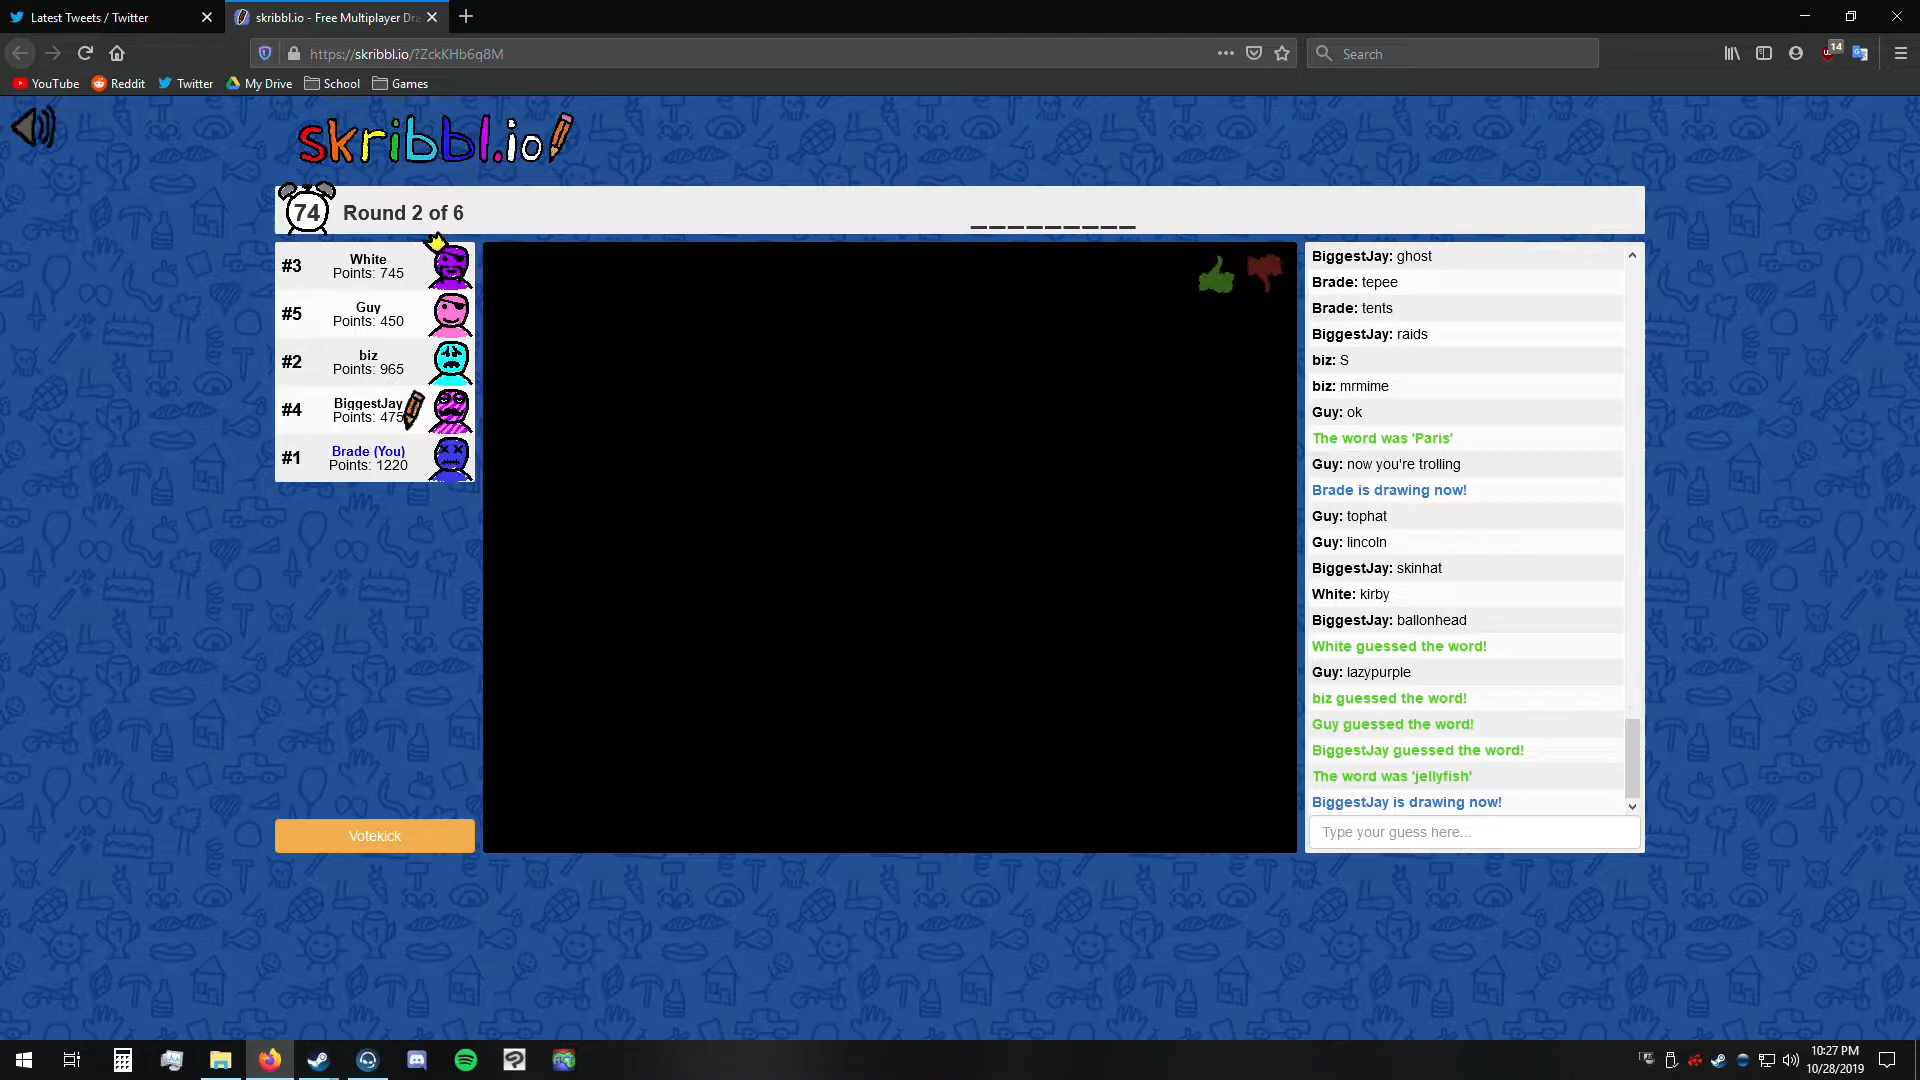 Latest Tweets / Twitter
skribbl.io - Free Multiplayer Dra
https://skribbl.io/?ZckKHb6q8M
Search
14
YouTube
Reddit
Twitter
My Drive
School
Games
skribbl.io
74
Round 2 of 6
_________
#3
White
Points: 745
#5
Guy
Points: 450
#2
biz
Points: 965
#4
BiggestJay
Points: 475
#1
Brade (You)
Points: 1220
Votekick
BiggestJay: ghost
Brade: tepee
Brade: tents
BiggestJay: raids
biz: S
biz: mrmime
Guy: ok
The word was 'Paris'
Guy: now you're trolling
Brade is drawing now!
Guy: tophat
Guy: lincoln
BiggestJay: skinhat
White: kirby
BiggestJay: ballonhead
White guessed the word!
Guy: lazypurple
biz guessed the word!
Guy guessed the word!
BiggestJay guessed the word!
The word was 'jellyfish'
BiggestJay is drawing now!
Type your guess here...
10:27 PM
10/28/2019